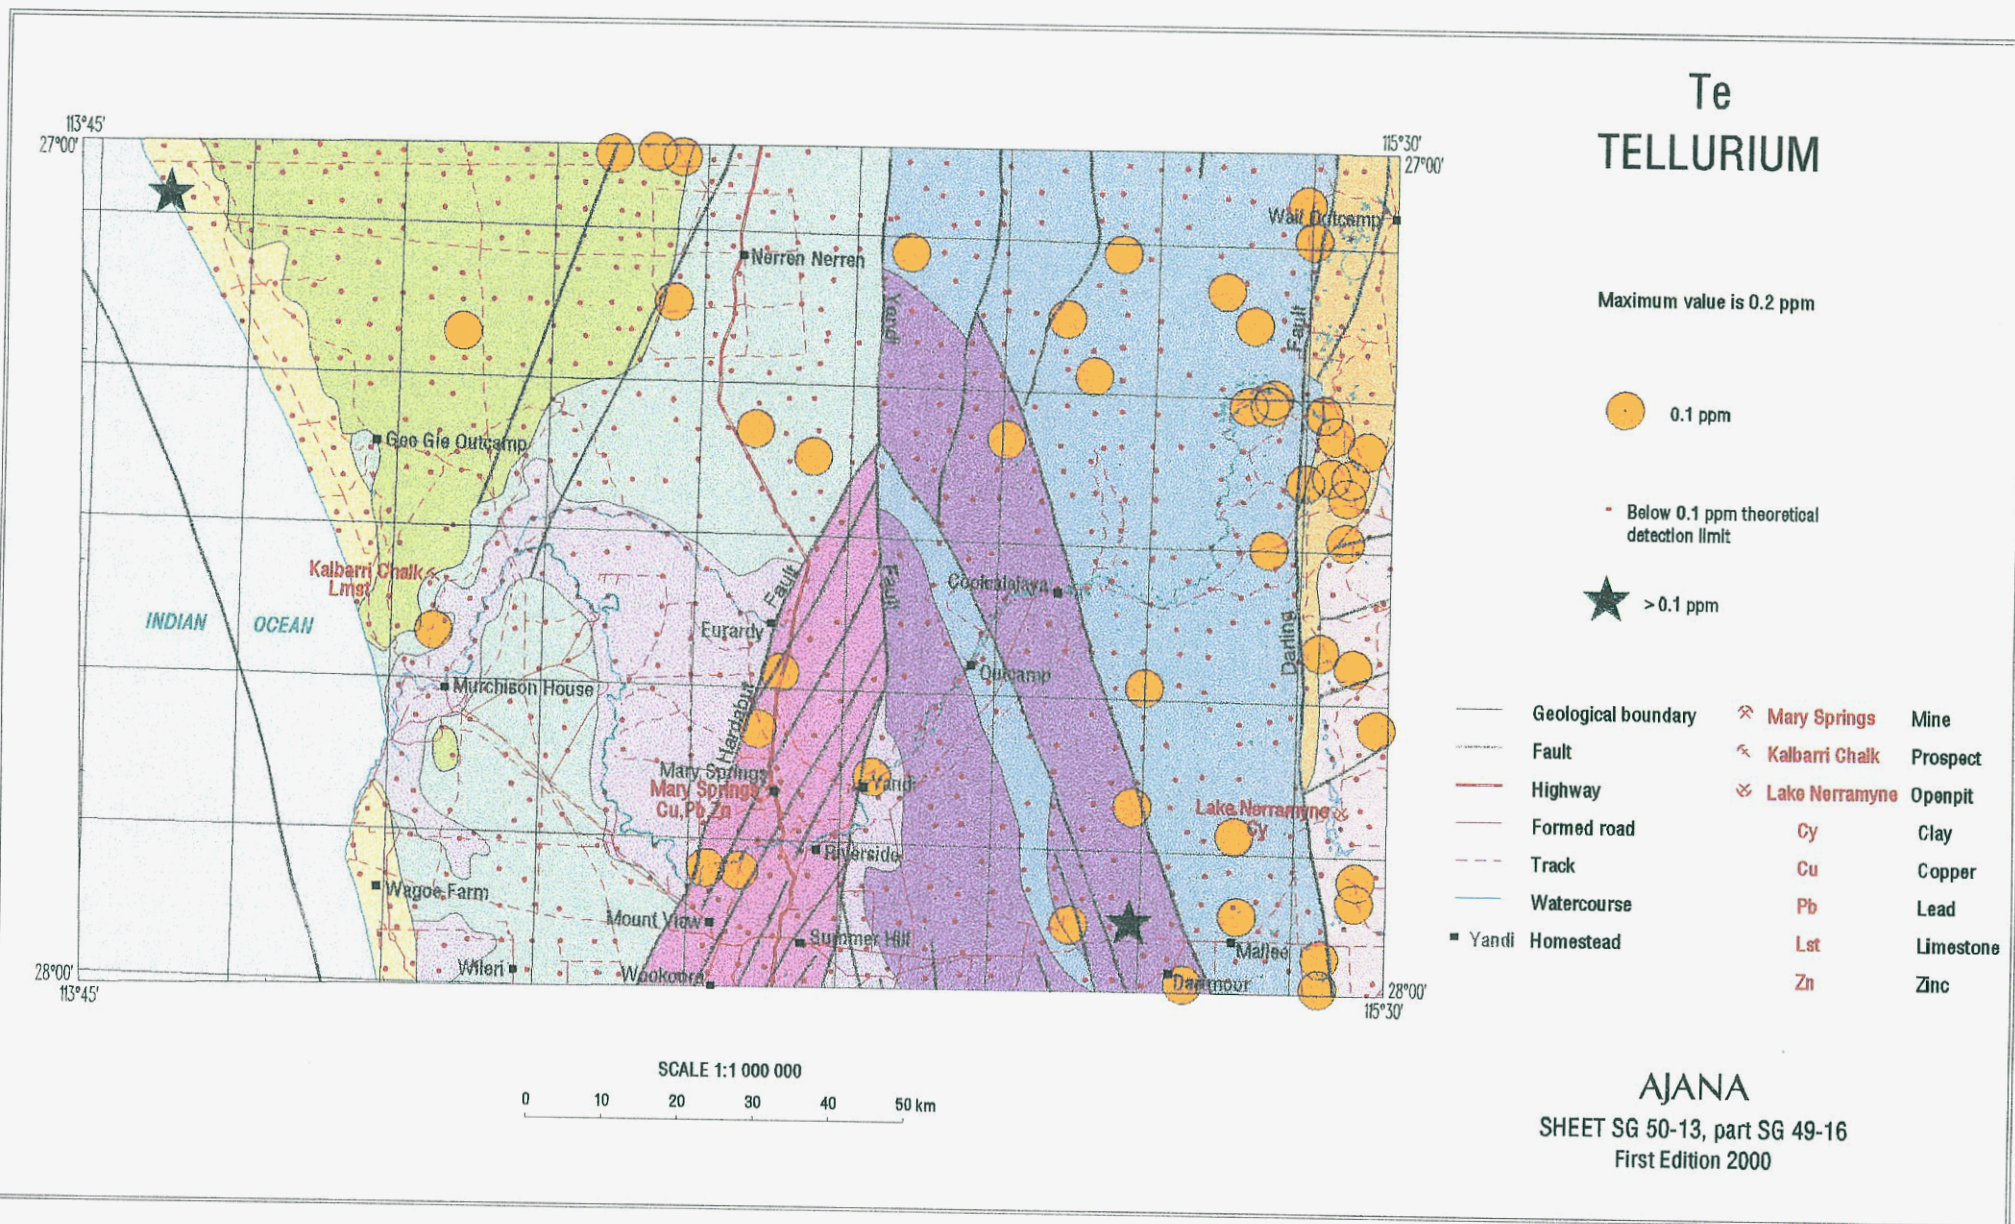 Te
TELLURIUM
113°45'
27°00'
115°30'
27°00'
Wait Outcamp
Nerren Nerren
Maximum value is 0.2 ppm
Yandi
Fault
0.1 ppm
Gee Gie Outcamp
Below 0.1 ppm theoretical
detection limit
Kalbarri Chalk
Lmst
Fault
Fault
Coolcalalaya
> 0.1 ppm
INDIAN OCEAN
Eurardy
Darling
Murchison House
Outcamp
Hardabut
Mary Springs
Mary Springs
Cu,Pb,Zn
Yandi
Lake Nerramyne
Cy
Riverside
Wagoe Farm
Mount View
Summer Hill
Mallee
Wileri
Wookoora
Dartmoor
28°00'
113°45'
28°00'
115°30'
Geological boundary
Fault
Highway
Formed road
Track
Watercourse
Yandi Homestead
Mary Springs Mine
Kalbarri Chalk Prospect
Lake Nerramyne Openpit
Cy Clay
Cu Copper
Pb Lead
Lst Limestone
Zn Zinc
SCALE 1:1 000 000
0 10 20 30 40 50 km
AJANA
SHEET SG 50-13, part SG 49-16
First Edition 2000